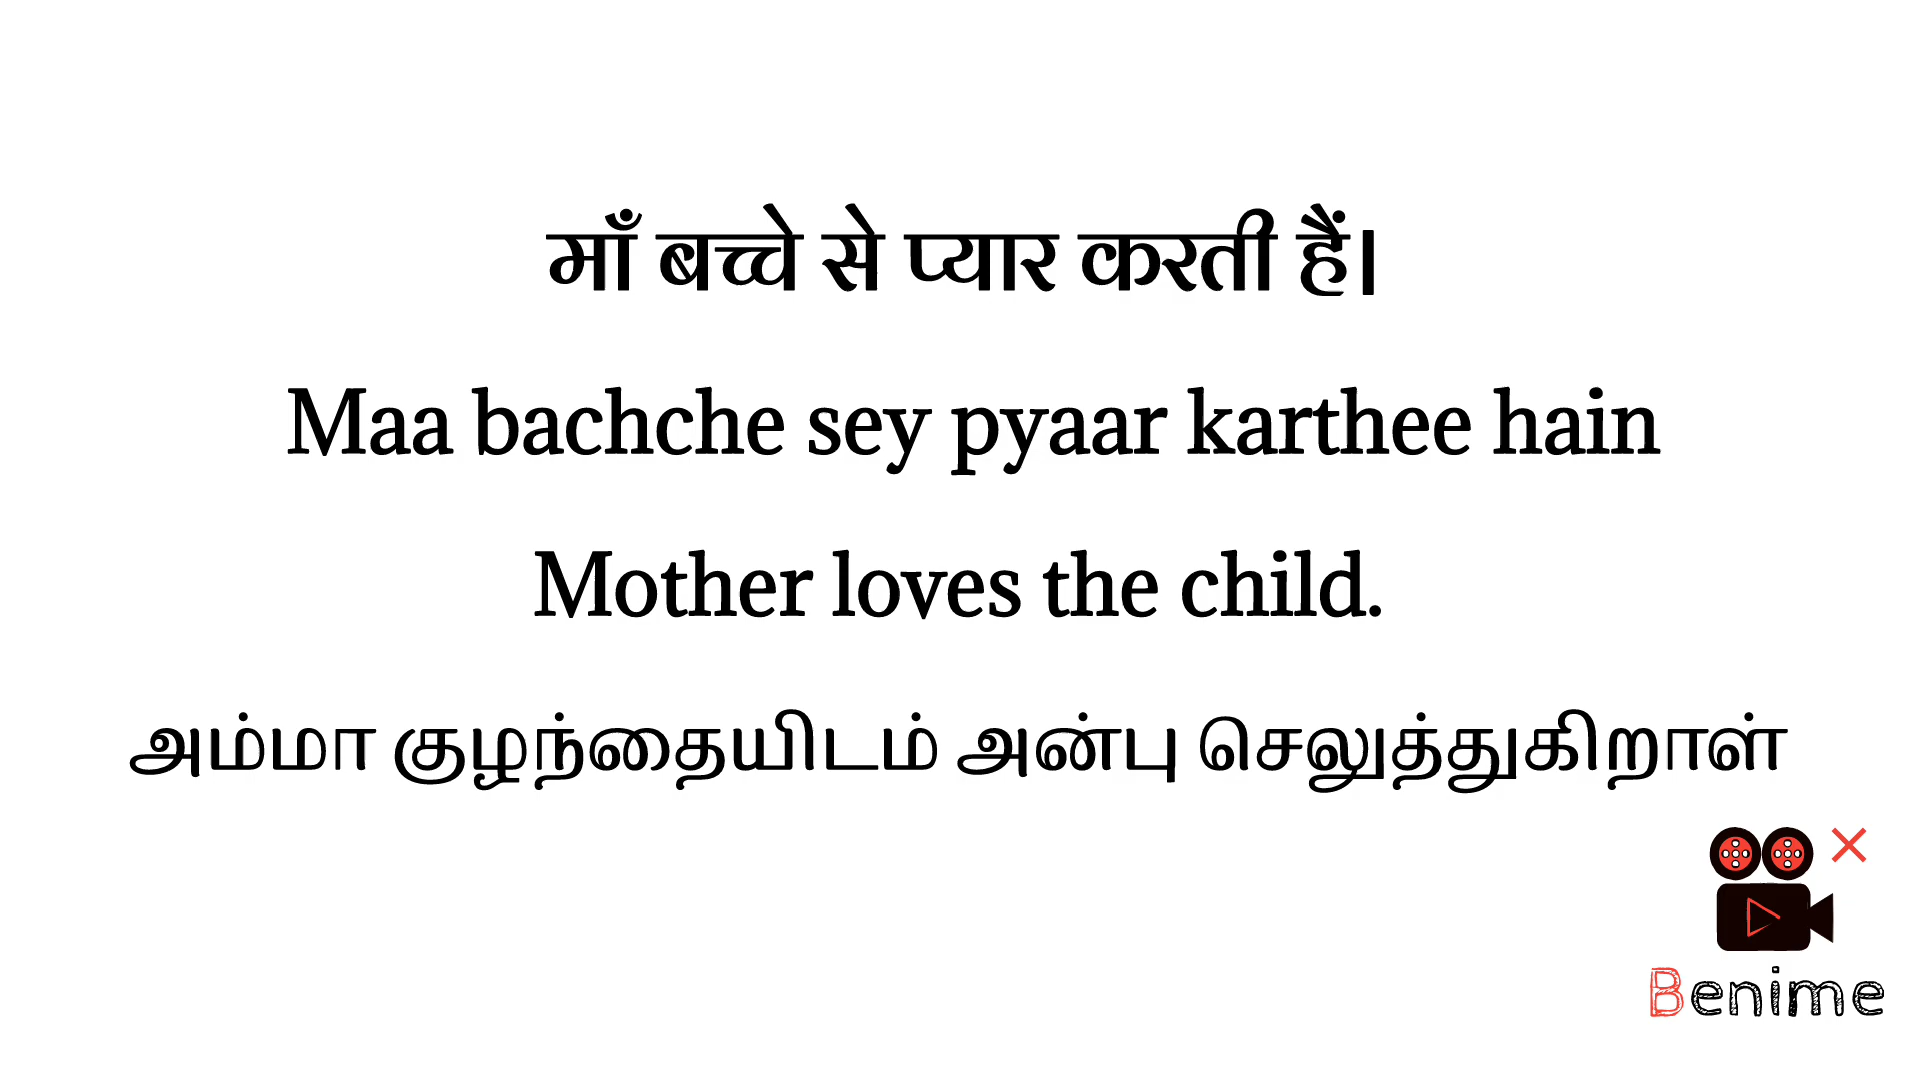 माँ बच्चे से प्यार करती हैं।
Maa bachche sey pyaar karthee hain
Mother loves the child.
அம்மா குழந்தையிடம் அன்பு செலுத்துகிறாள்
Benime